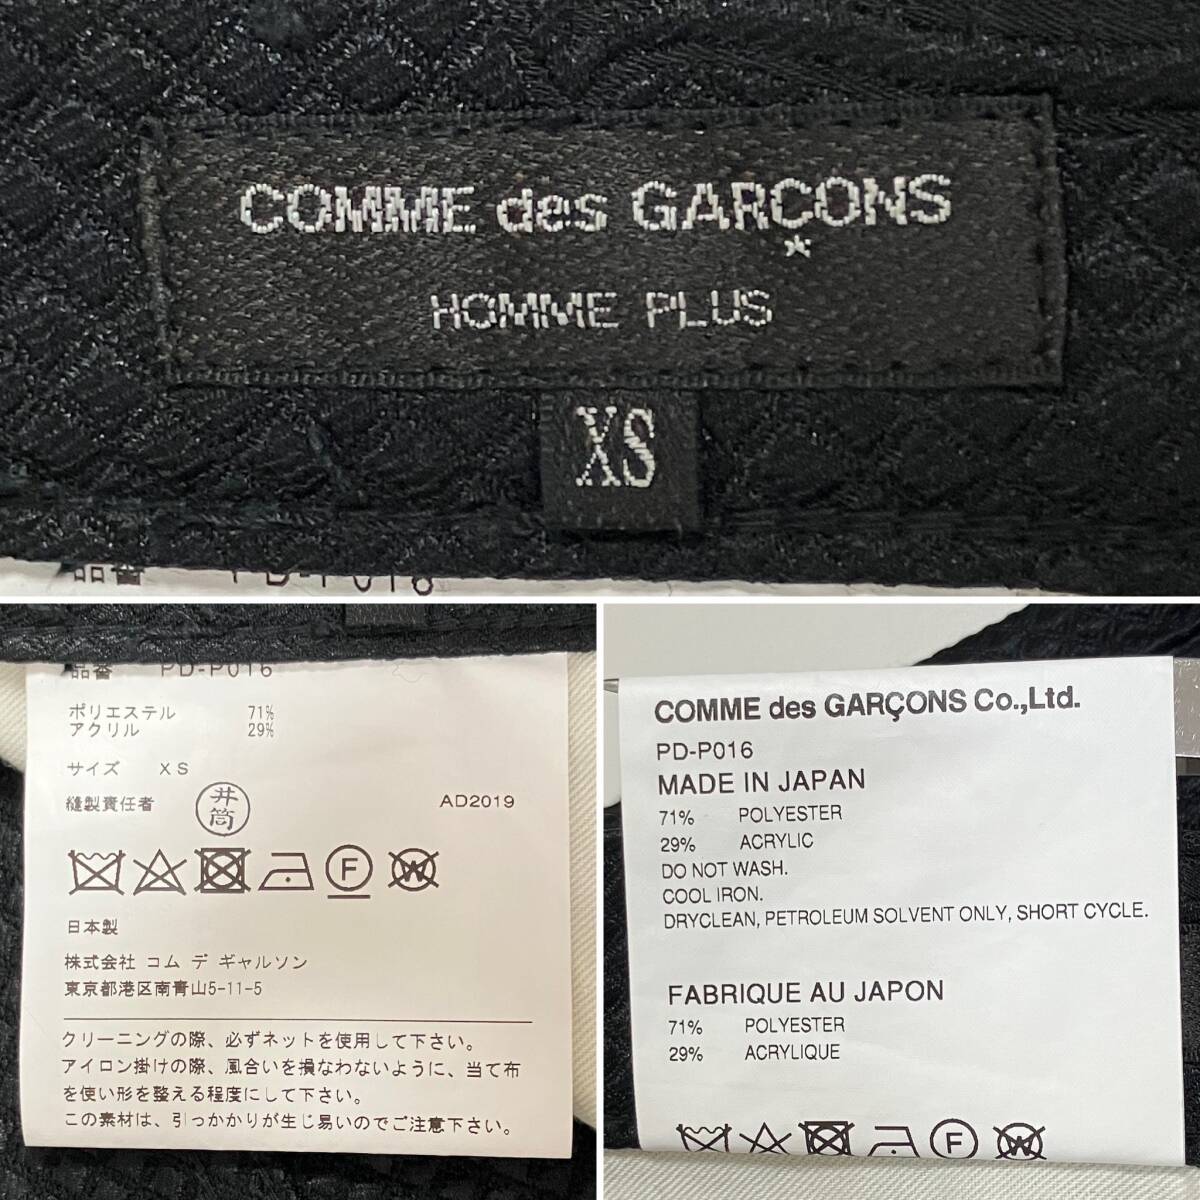 COMME des GARÇONS
HOMME PLUS
XS
品番 PD-P016
品番 PD-P016
ポリエステル 71%
アクリル 29%
サイズ XS
縫製責任者 井筒 AD2019
F W
日本製
株式会社 コム デ ギャルソン
東京都港区南青山5-11-5
クリーニングの際、必ずネットを使用して下さい。
アイロン掛けの際、風合いを損なわないように、当て布
を使い形を整える程度にして下さい。
この素材は、引っかかりが生じ易いのでご注意下さい。
COMME des GARÇONS Co.,Ltd.
PD-P016
MADE IN JAPAN
71% POLYESTER
29% ACRYLIC
DO NOT WASH.
COOL IRON.
DRYCLEAN, PETROLEUM SOLVENT ONLY, SHORT CYCLE.
FABRIQUE AU JAPON
71% POLYESTER
29% ACRYLIQUE
F W